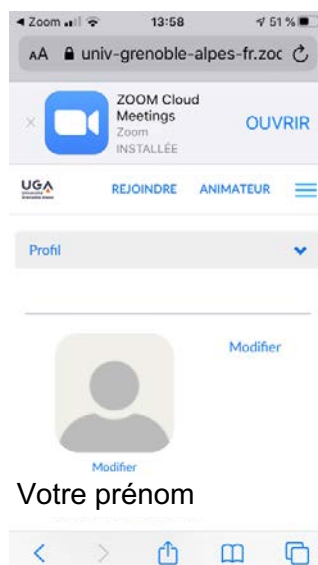 Zoom 13:58 51 %
AA univ-grenoble-alpes-fr.zoc
ZOOM Cloud
Meetings
Zoom
INSTALLÉE
OUVRIR
UGA
REJOINDRE ANIMATEUR
Profil
Modifier
Modifier
Votre prénom